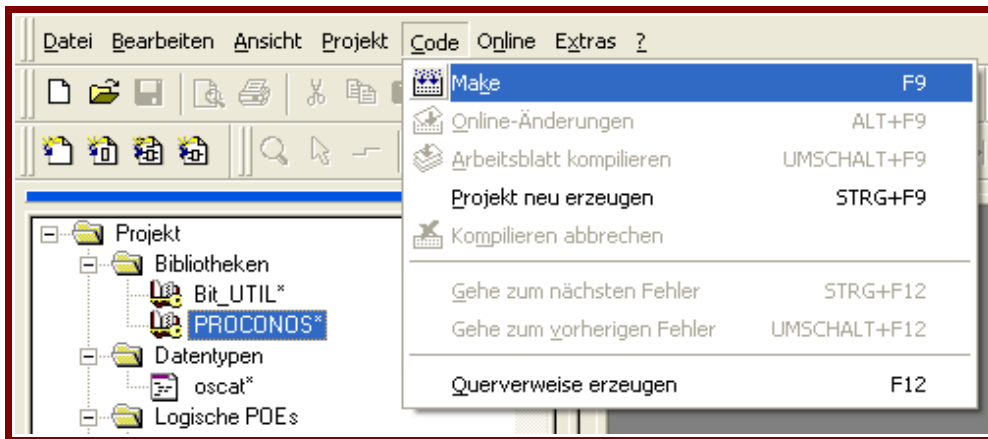 Datei Bearbeiten Ansicht Projekt Code Online Extras ?
Make F9
Online-Änderungen ALT+F9
Arbeitsblatt kompilieren UMSCHALT+F9
Projekt neu erzeugen STRG+F9
Kompilieren abbrechen
Gehe zum nächsten Fehler STRG+F12
Gehe zum vorherigen Fehler UMSCHALT+F12
Querverweise erzeugen F12
Projekt
Bibliotheken
Bit_UTIL*
PROCONOS*
Datentypen
oscat*
Logische POEs